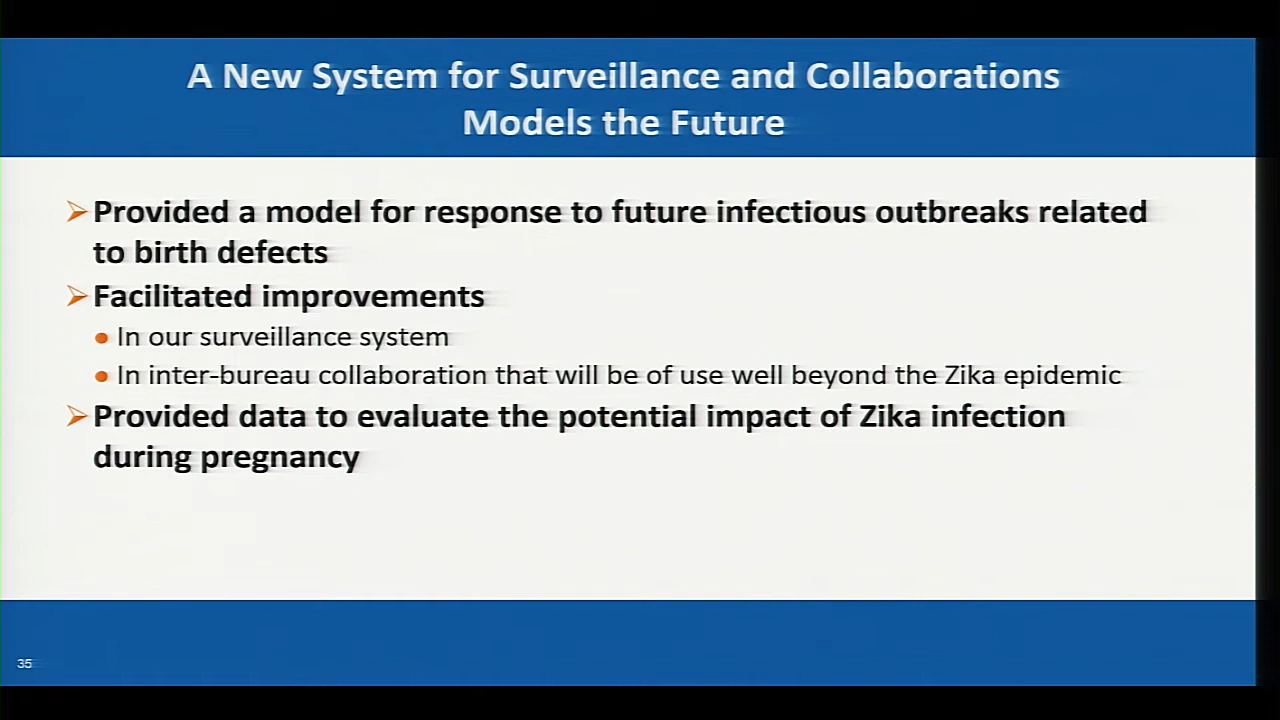 A New System for Surveillance and Collaborations
Models the Future
Provided a model for response to future infectious outbreaks related
to birth defects
Facilitated improvements
In our surveillance system
In inter-bureau collaboration that will be of use well beyond the Zika epidemic
Provided data to evaluate the potential impact of Zika infection
during pregnancy
35